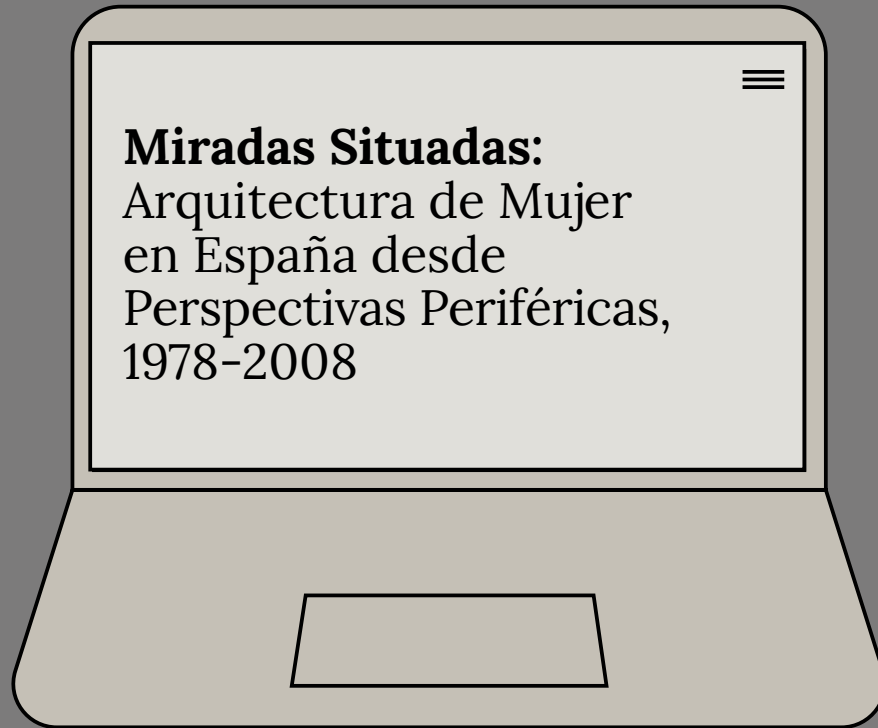 Miradas Situadas:
Arquitectura de Mujer
en España desde
Perspectivas Periféricas,
1978-2008